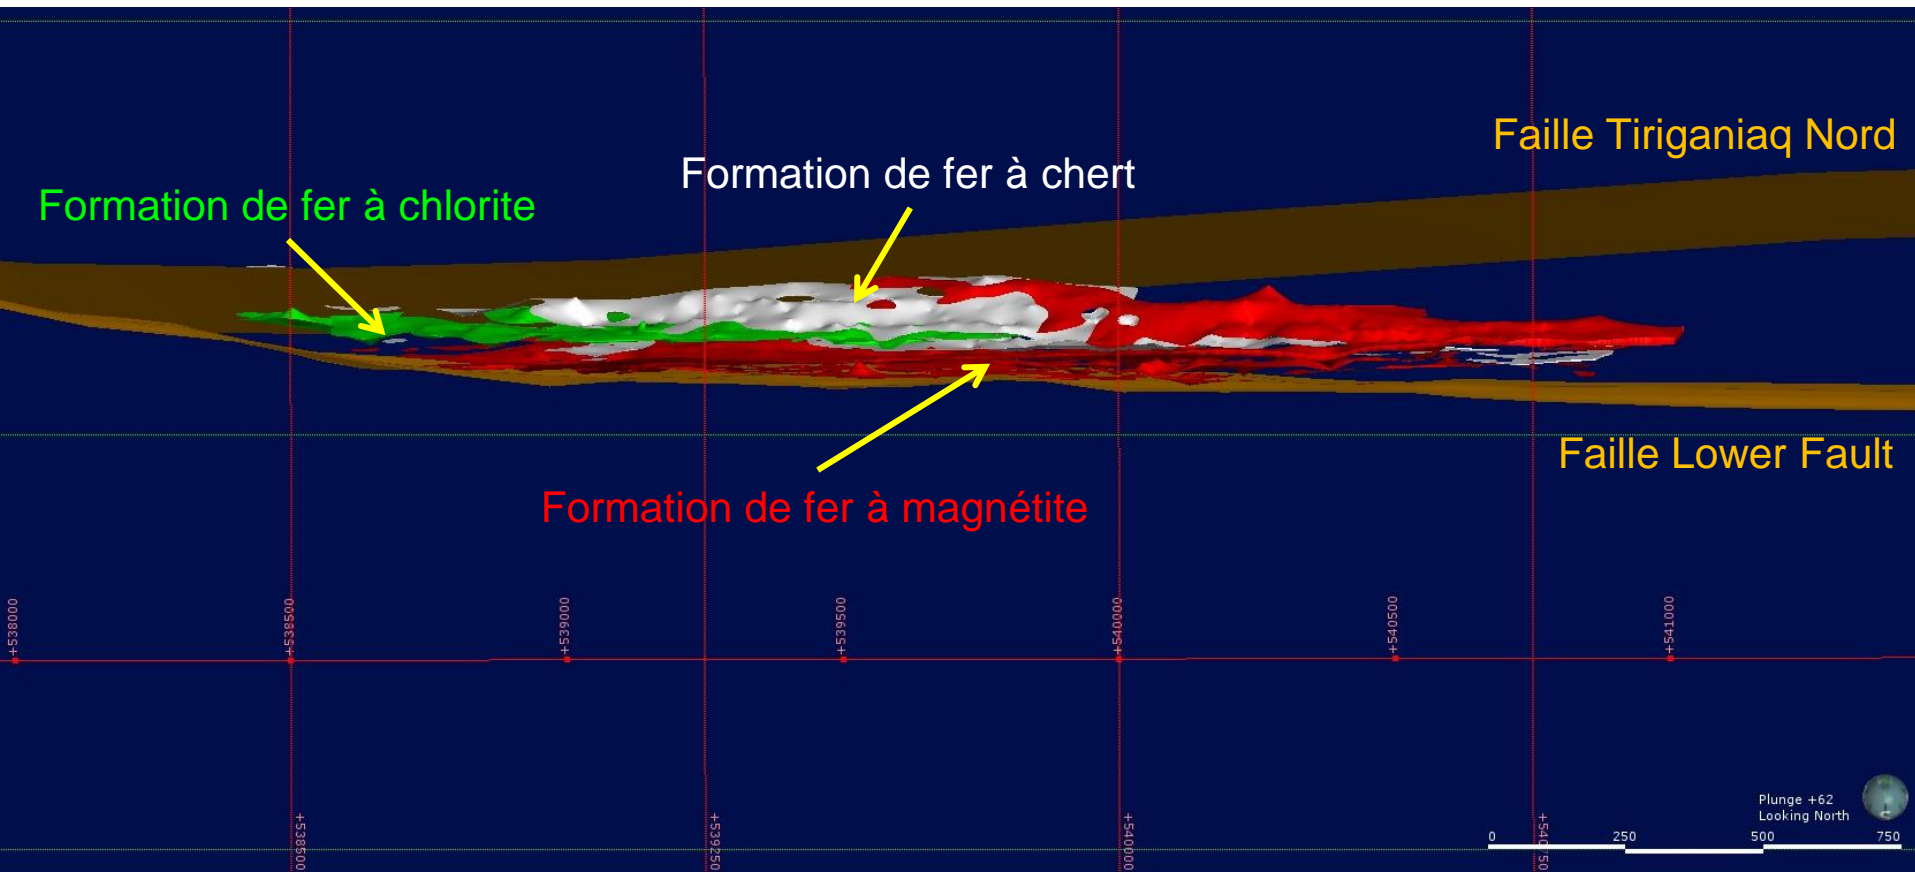 Faille Tiriganiaq Nord
Formation de fer à chert
Formation de fer à chlorite
Faille Lower Fault
Formation de fer à magnétite
+538000
+538500
+539000
+539500
+540000
+540500
+541000
+538500
+539250
+540000
+540750
Plunge +62
Looking North
0 250 500 750